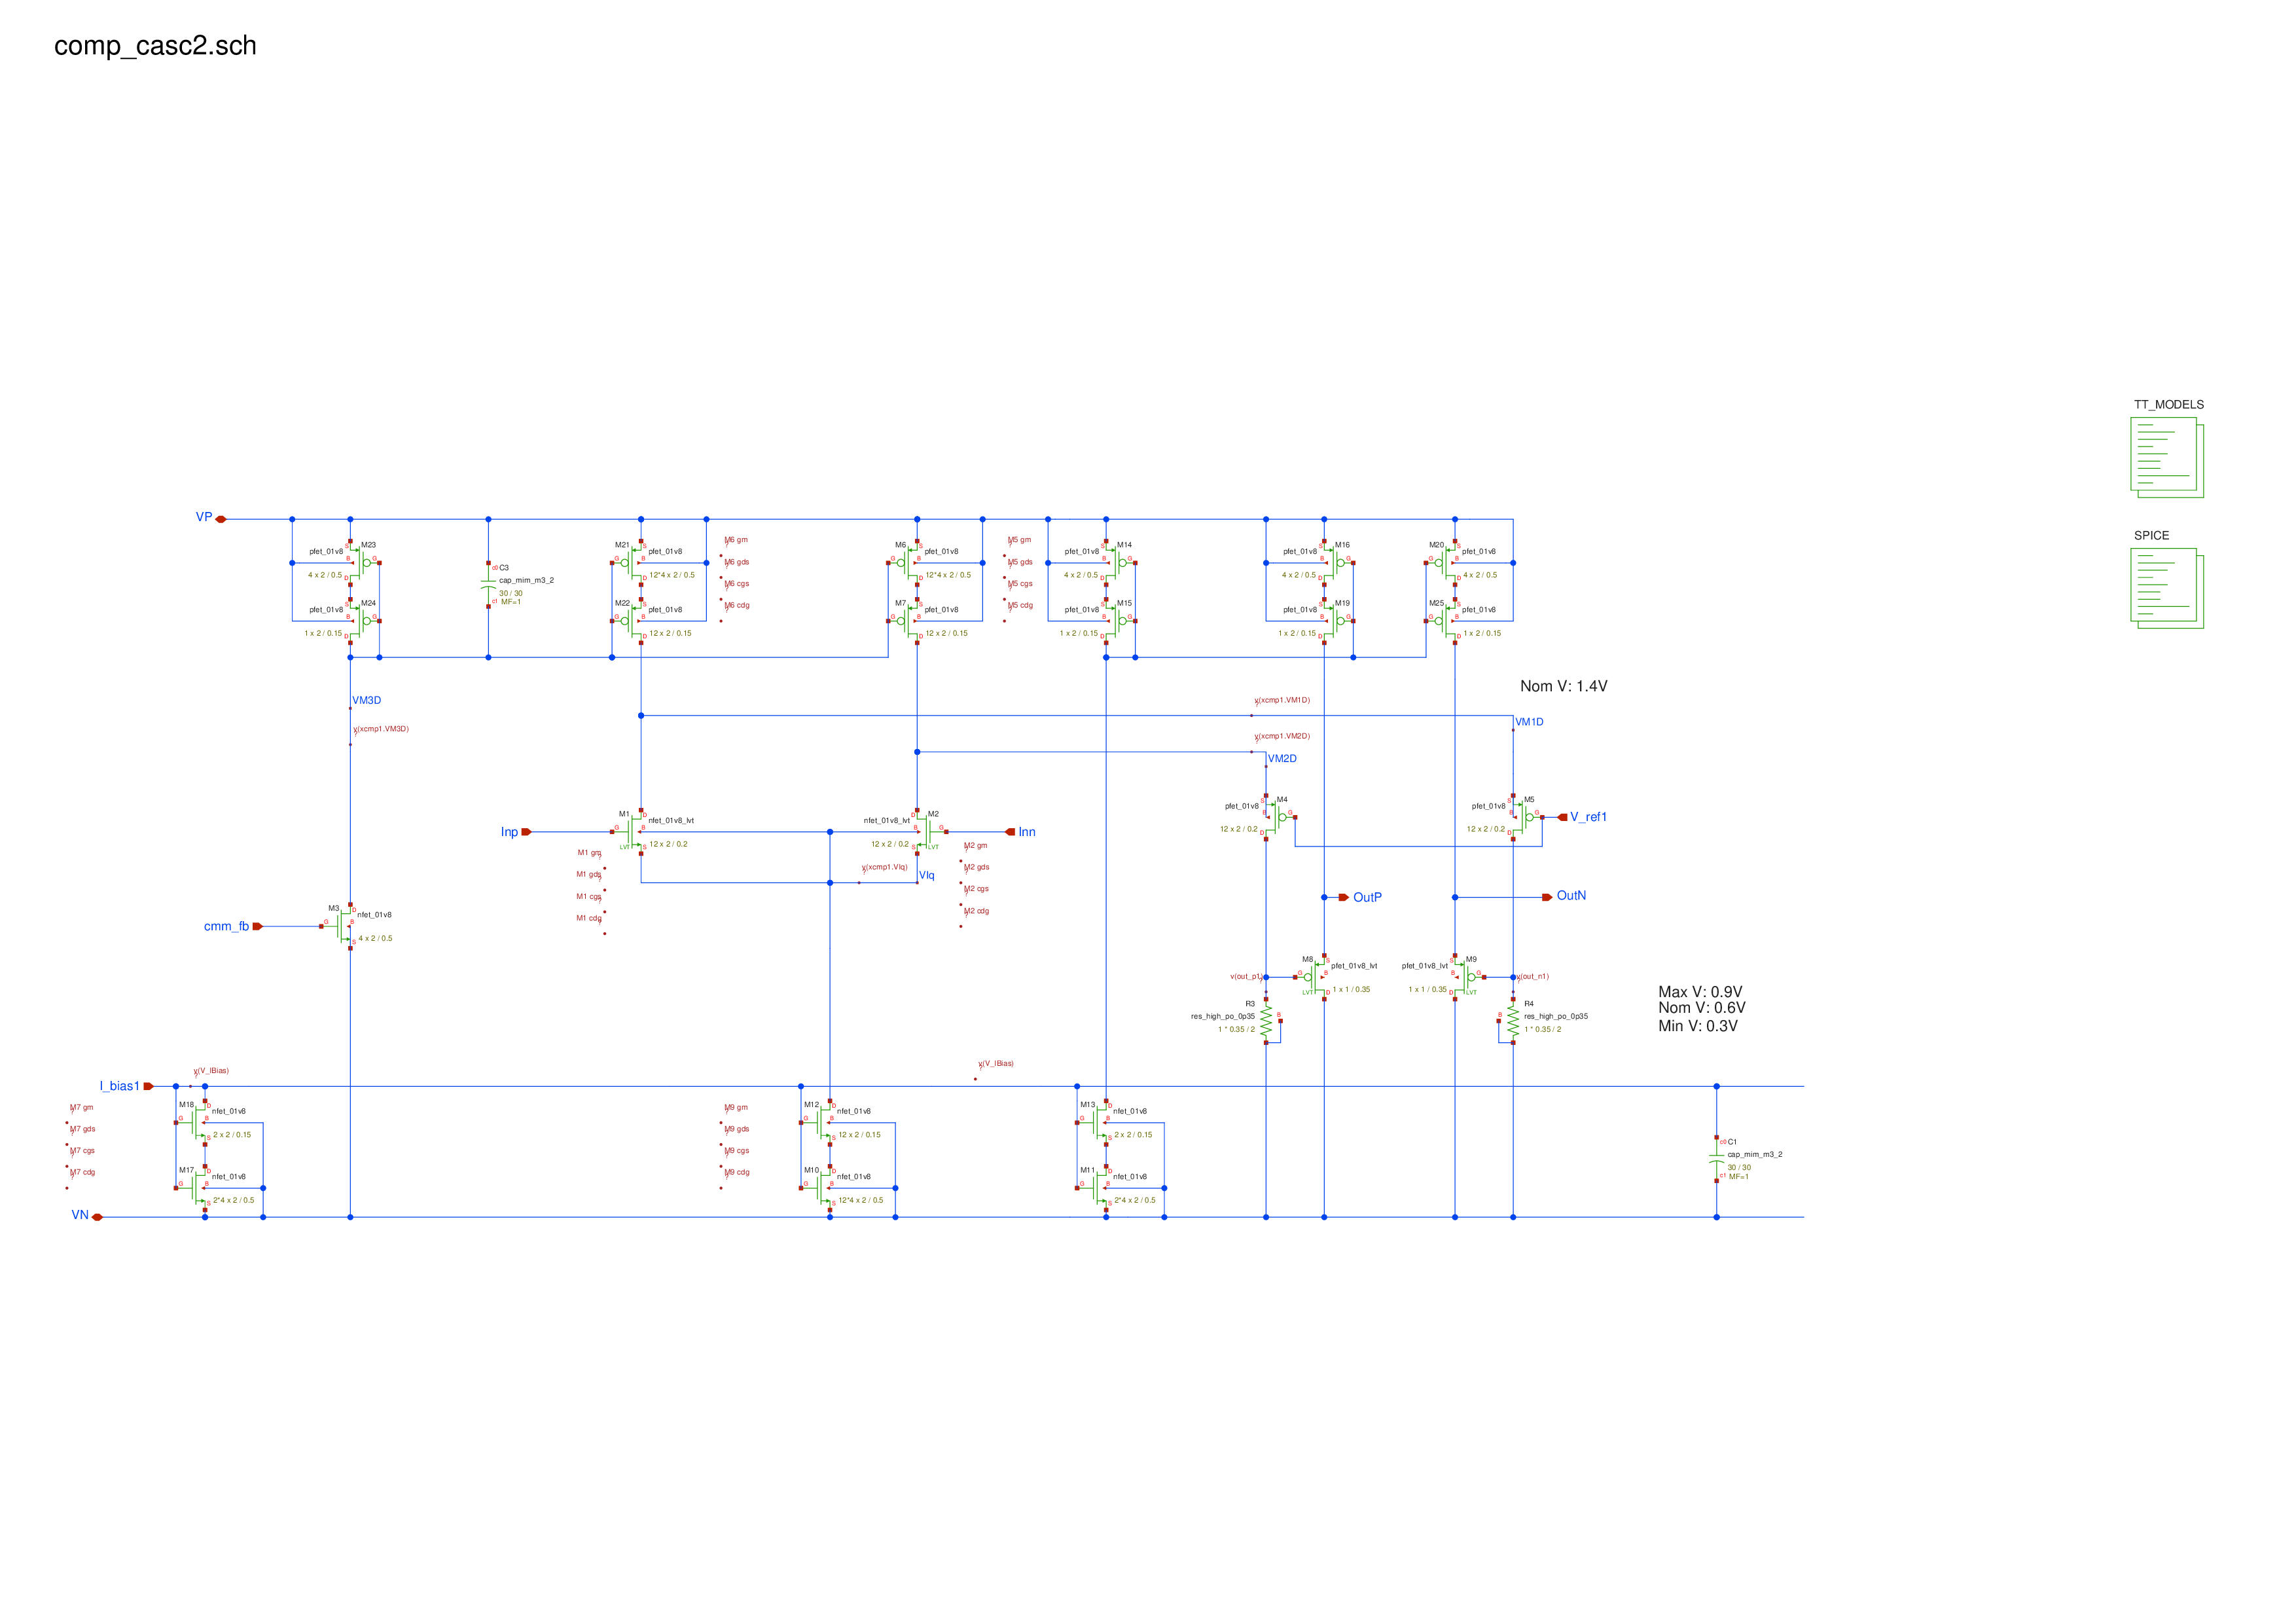 comp_casc2.sch
TT_MODELS
SPICE
VP
M23
pfet_01v8
4 x 2 / 0.5
M24
pfet_01v8
1 x 2 / 0.15
C3
cap_mim_m3_2
30 / 30
MF=1
M21
pfet_01v8
12*4 x 2 / 0.5
M22
pfet_01v8
12 x 2 / 0.15
M6 gm
M6 gds
M6 cgs
M6 cdg
M6
pfet_01v8
12*4 x 2 / 0.5
M7
pfet_01v8
12 x 2 / 0.15
M5 gm
M5 gds
M5 cgs
M5 cdg
M14
pfet_01v8
4 x 2 / 0.5
M15
pfet_01v8
1 x 2 / 0.15
M16
pfet_01v8
4 x 2 / 0.5
M19
pfet_01v8
1 x 2 / 0.15
M20
pfet_01v8
4 x 2 / 0.5
M25
pfet_01v8
1 x 2 / 0.15
Nom V: 1.4V
VM3D
v(xcmp1.VM3D)
v(xcmp1.VM1D)
VM1D
v(xcmp1.VM2D)
VM2D
Inp
M1
nfet_01v8_lvt
12 x 2 / 0.2
LVT
M1 gm
M1 gds
M1 cgs
M1 cdg
M2
nfet_01v8_lvt
12 x 2 / 0.2
LVT
Inn
M2 gm
M2 gds
M2 cgs
M2 cdg
v(xcmp1.VIq)
VIq
M4
pfet_01v8
12 x 2 / 0.2
M5
pfet_01v8
12 x 2 / 0.2
V_ref1
OutP
OutN
cmm_fb
M3
nfet_01v8
4 x 2 / 0.5
v(out_p1)
M8
pfet_01v8_lvt
1 x 1 / 0.35
LVT
M9
pfet_01v8_lvt
1 x 1 / 0.35
LVT
v(out_n1)
R3
res_high_po_0p35
1 * 0.35 / 2
R4
res_high_po_0p35
1 * 0.35 / 2
Max V: 0.9V
Nom V: 0.6V
Min V: 0.3V
I_bias1
v(V_IBias)
v(V_IBias)
M7 gm
M7 gds
M7 cgs
M7 cdg
M18
nfet_01v8
2 x 2 / 0.15
M17
nfet_01v8
2*4 x 2 / 0.5
M9 gm
M9 gds
M9 cgs
M9 cdg
M12
nfet_01v8
12 x 2 / 0.15
M10
nfet_01v8
12*4 x 2 / 0.5
M13
nfet_01v8
2 x 2 / 0.15
M11
nfet_01v8
2*4 x 2 / 0.5
C1
cap_mim_m3_2
30 / 30
MF=1
VN